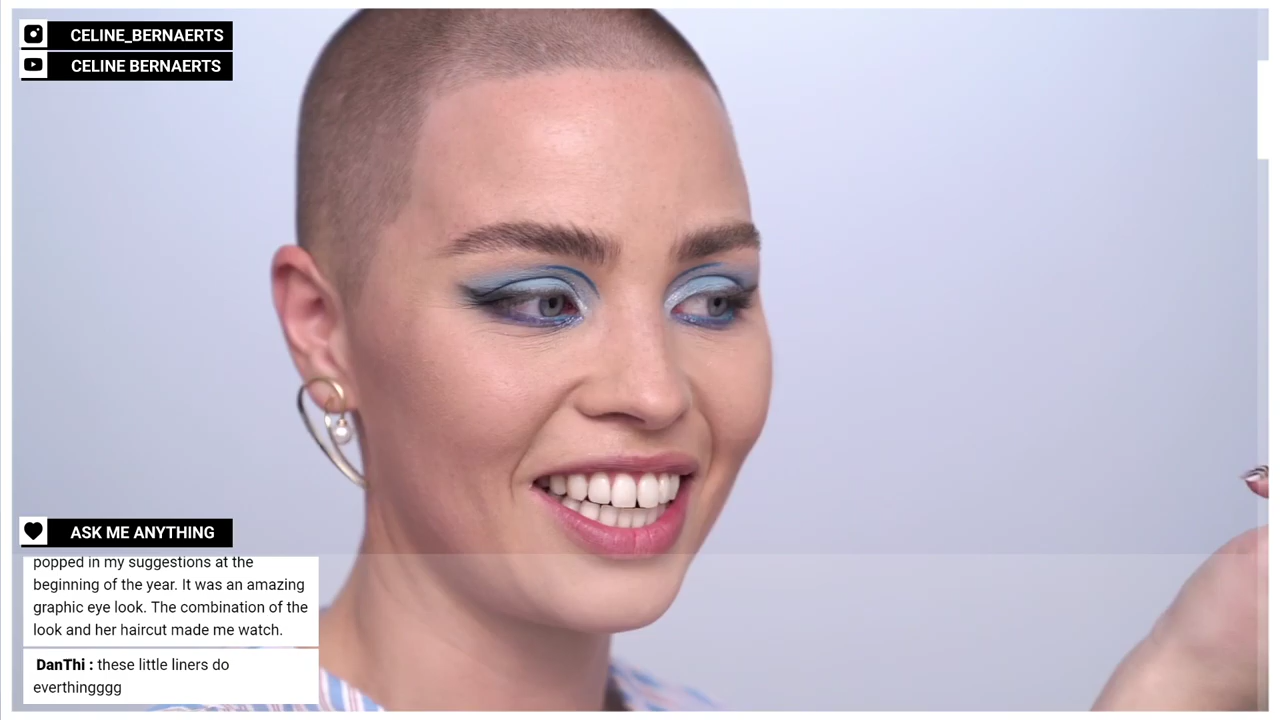 CELINE_BERNAERTS
CELINE BERNAERTS
ASK ME ANYTHING
popped in my suggestions at the
beginning of the year. It was an amazing
graphic eye look. The combination of the
look and her haircut made me watch.
DanThi : these little liners do
everthingggg